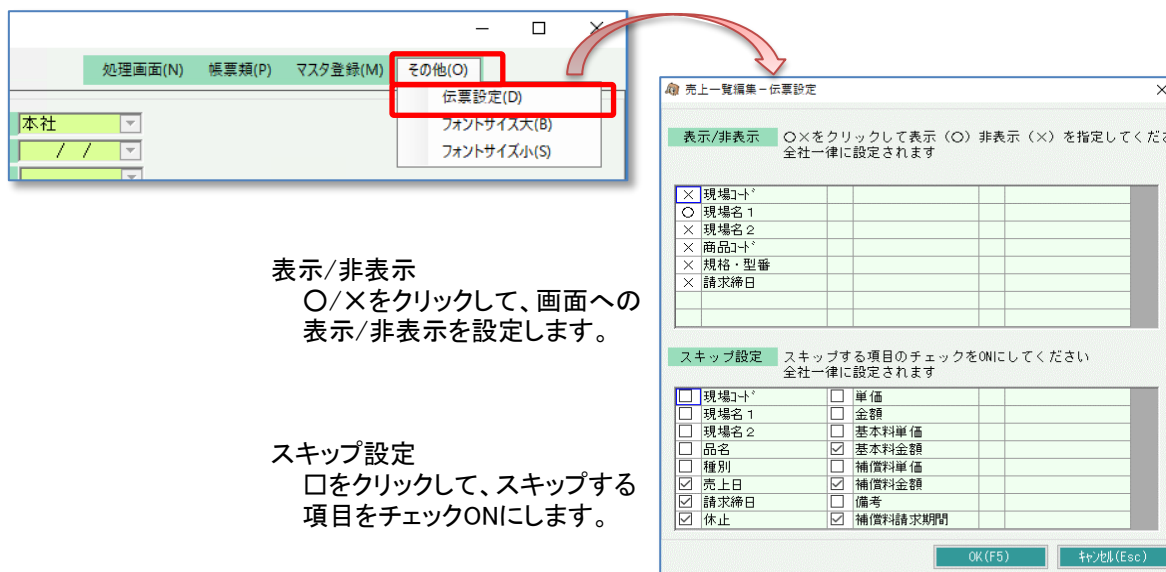 処理画面(N) 帳票類(P) マスタ登録(M) その他(O)
伝票設定(D)
フォントサイズ大(B)
フォントサイズ小(S)
本社
/ /
売上一覧編集－伝票設定
表示/非表示 ○×をクリックして表示（○）非表示（×）を指定してくださ
全社一律に設定されます
× 現場ｺｰﾄﾞ
○ 現場名１
× 現場名２
× 商品ｺｰﾄﾞ
× 規格・型番
× 請求締日
表示/非表示
○/×をクリックして、画面への
表示/非表示を設定します。
スキップ設定 スキップする項目のチェックをONにしてください
全社一律に設定されます
□ 現場ｺｰﾄﾞ □ 単価
□ 現場名１ □ 金額
□ 現場名２ □ 基本料単価
□ 品名 ☑ 基本料金額
□ 種別 □ 補償料単価
☑ 売上日 ☑ 補償料金額
☑ 請求締日 □ 備考
☑ 休止 ☑ 補償料請求期間
スキップ設定
□をクリックして、スキップする
項目をチェックONにします。
OK(F5) ｷｬﾝｾﾙ(Esc)